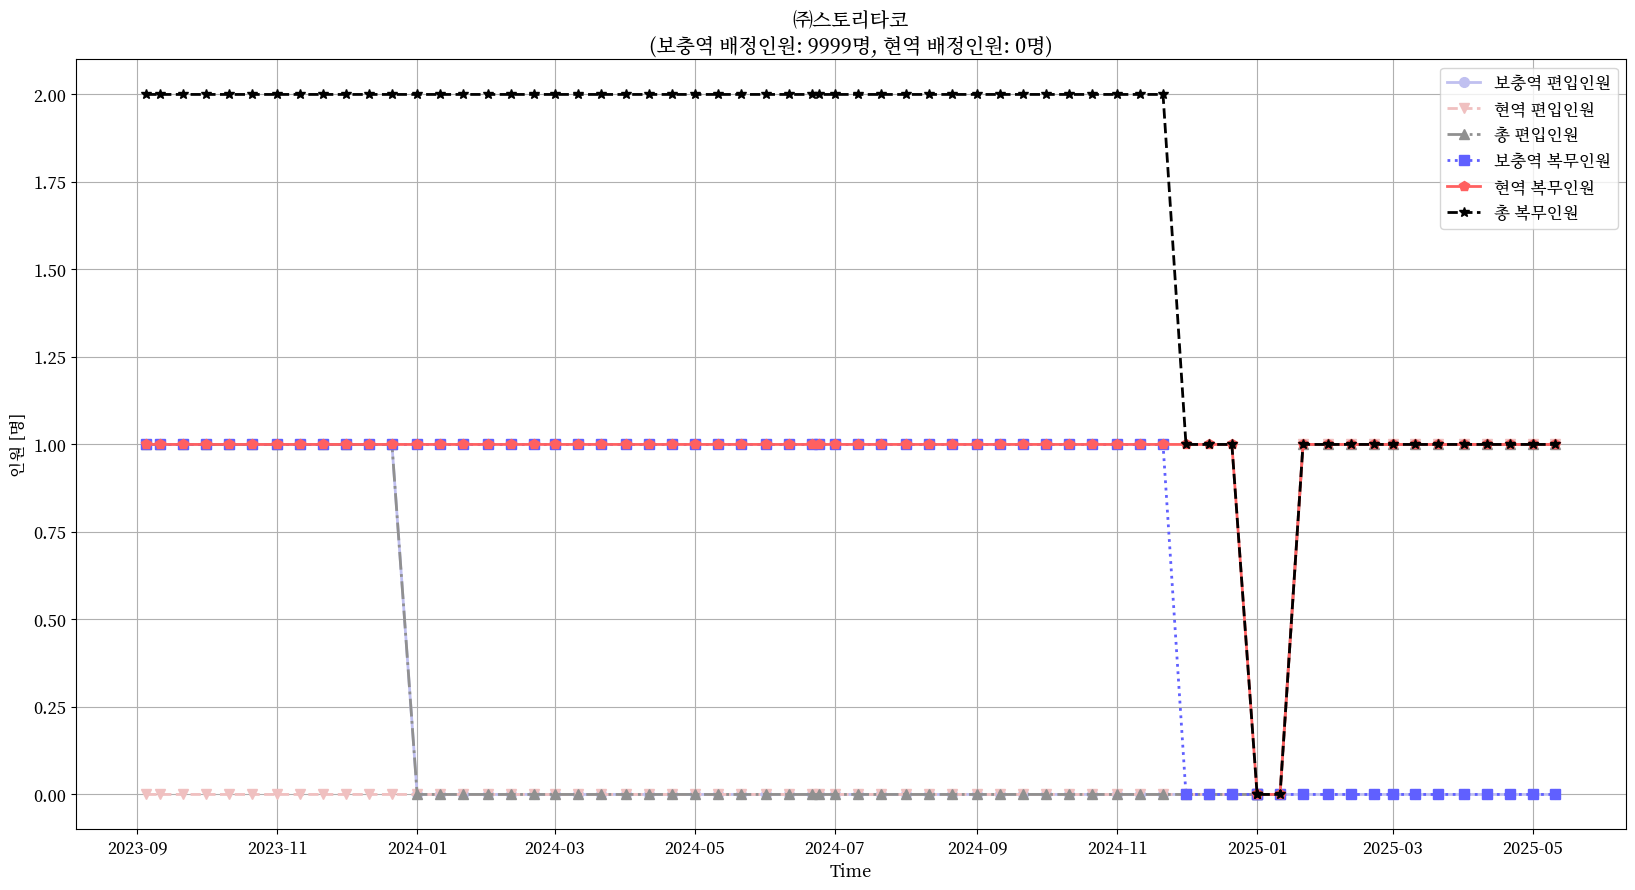 ㈜스토리타코
(보충역 배정인원: 9999명, 현역 배정인원: 0명)
보충역 편입인원
현역 편입인원
총 편입인원
보충역 복무인원
현역 복무인원
총 복무인원
인원 [명]
2.00
1.75
1.50
1.25
1.00
0.75
0.50
0.25
0.00
2023-09
2023-11
2024-01
2024-03
2024-05
2024-07
2024-09
2024-11
2025-01
2025-03
2025-05
Time